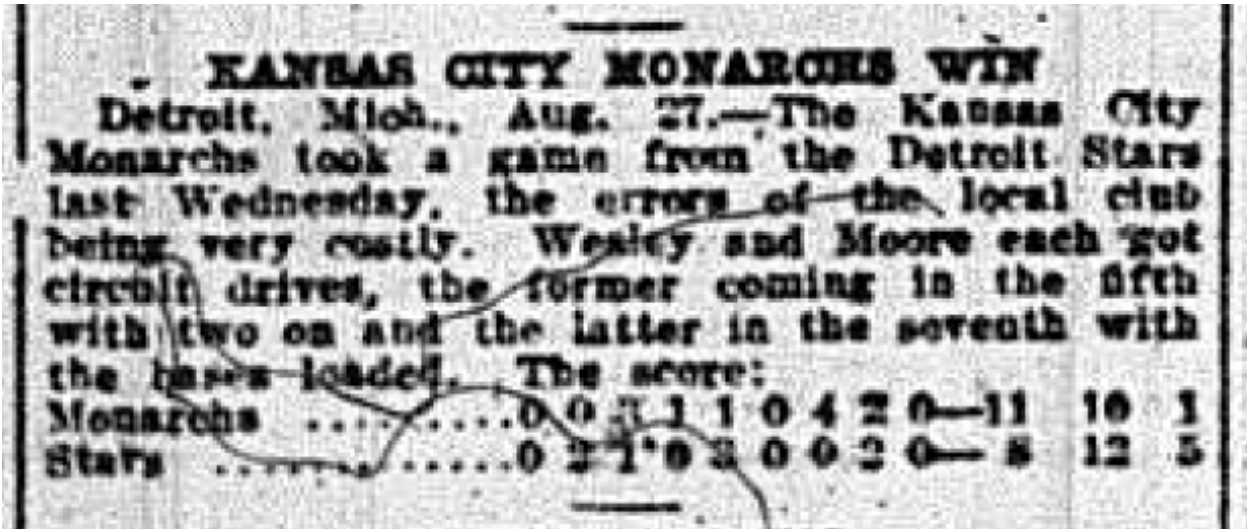 KANSAS CITY MONARCHS WIN
Detroit, Mich., Aug. 27.—The Kansas City
Monarchs took a game from the Detroit Stars
last Wednesday, the errors of the local club
being very costly. Wesley and Moore each got
circuit drives, the former coming in the fifth
with two on and the latter in the seventh with
the bases loaded. The score:
Monarchs .........0 0 3 1 1 0 4 2 0—11 10 1
Stars .............0 2 1 0 3 0 0 2 0— 8 12 5